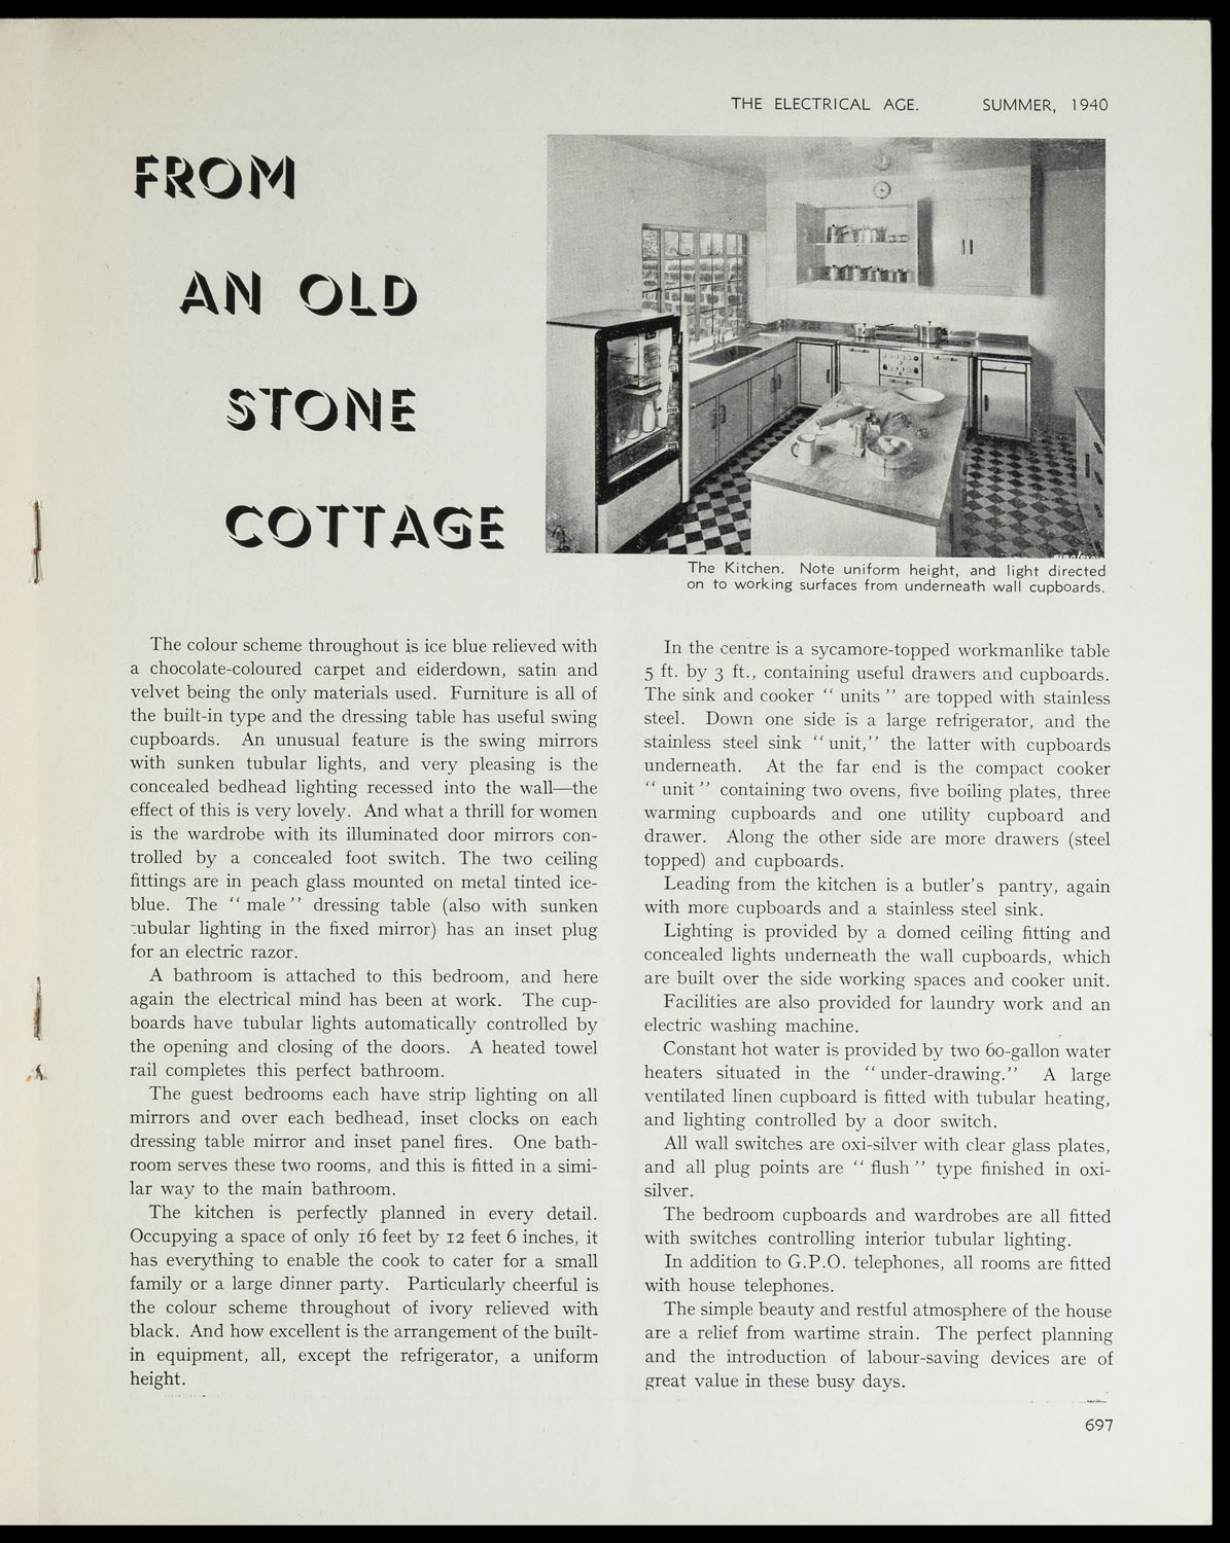 THE ELECTRICAL AGE. SUMMER, 1940
FROM
AN OLD
STONE
COTTAGE
The Kitchen. Note uniform height, and light directed
on to working surfaces from underneath wall cupboards.
The colour scheme throughout is ice blue relieved with
a chocolate-coloured carpet and eiderdown, satin and
velvet being the only materials used. Furniture is all of
the built-in type and the dressing table has useful swing
cupboards. An unusual feature is the swing mirrors
with sunken tubular lights, and very pleasing is the
concealed bedhead lighting recessed into the wall—the
effect of this is very lovely. And what a thrill for women
is the wardrobe with its illuminated door mirrors con-
trolled by a concealed foot switch. The two ceiling
fittings are in peach glass mounted on metal tinted ice-
blue. The “ male ” dressing table (also with sunken
tubular lighting in the fixed mirror) has an inset plug
for an electric razor.
A bathroom is attached to this bedroom, and here
again the electrical mind has been at work. The cup-
boards have tubular lights automatically controlled by
the opening and closing of the doors. A heated towel
rail completes this perfect bathroom.
The guest bedrooms each have strip lighting on all
mirrors and over each bedhead, inset clocks on each
dressing table mirror and inset panel fires. One bath-
room serves these two rooms, and this is fitted in a simi-
lar way to the main bathroom.
The kitchen is perfectly planned in every detail.
Occupying a space of only 16 feet by 12 feet 6 inches, it
has everything to enable the cook to cater for a small
family or a large dinner party. Particularly cheerful is
the colour scheme throughout of ivory relieved with
black. And how excellent is the arrangement of the built-
in equipment, all, except the refrigerator, a uniform
height.
In the centre is a sycamore-topped workmanlike table
5 ft. by 3 ft., containing useful drawers and cupboards.
The sink and cooker “ units ” are topped with stainless
steel. Down one side is a large refrigerator, and the
stainless steel sink “ unit,” the latter with cupboards
underneath. At the far end is the compact cooker
“ unit ” containing two ovens, five boiling plates, three
warming cupboards and one utility cupboard and
drawer. Along the other side are more drawers (steel
topped) and cupboards.
Leading from the kitchen is a butler's pantry, again
with more cupboards and a stainless steel sink.
Lighting is provided by a domed ceiling fitting and
concealed lights underneath the wall cupboards, which
are built over the side working spaces and cooker unit.
Facilities are also provided for laundry work and an
electric washing machine.
Constant hot water is provided by two 60-gallon water
heaters situated in the “ under-drawing.” A large
ventilated linen cupboard is fitted with tubular heating,
and lighting controlled by a door switch.
All wall switches are oxi-silver with clear glass plates,
and all plug points are “ flush ” type finished in oxi-
silver.
The bedroom cupboards and wardrobes are all fitted
with switches controlling interior tubular lighting.
In addition to G.P.O. telephones, all rooms are fitted
with house telephones.
The simple beauty and restful atmosphere of the house
are a relief from wartime strain. The perfect planning
and the introduction of labour-saving devices are of
great value in these busy days.
697